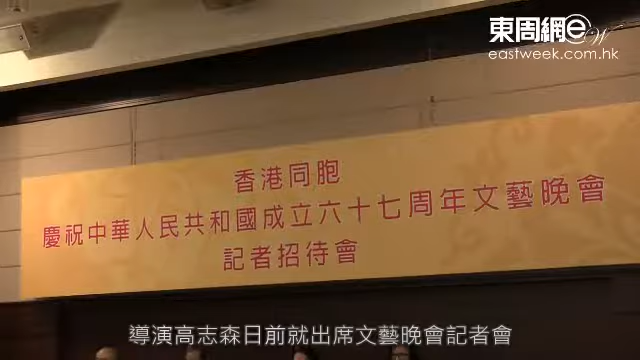 東周網eW
eastweek.com.hk
香港同胞
慶祝中華人民共和國成立六十七周年文藝晚會
記者招待會
導演高志森日前就出席文藝晚會記者會